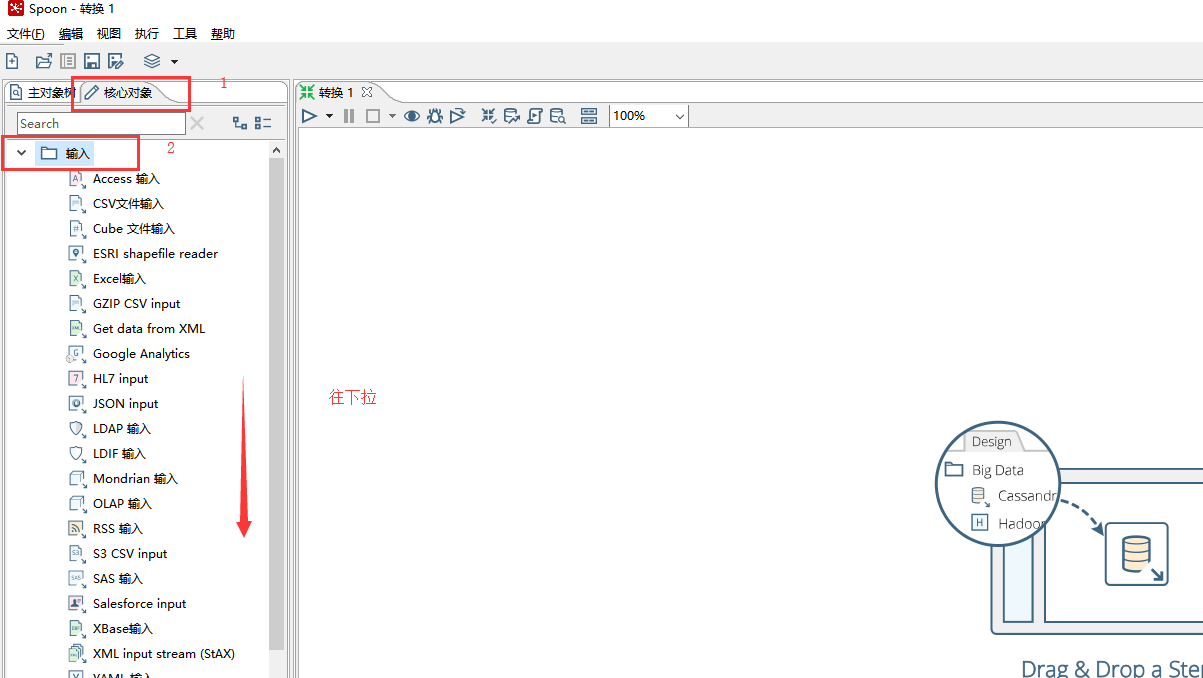 Spoon - 转换 1
文件(F) 编辑 视图 执行 工具 帮助
主对象树 核心对象 1
转换 1
Search
100%
输入 2
Access 输入
CSV文件输入
Cube 文件输入
ESRI shapefile reader
Excel输入
GZIP CSV input
Get data from XML
Google Analytics
HL7 input
JSON input
LDAP 输入
LDIF 输入
Mondrian 输入
OLAP 输入
RSS 输入
S3 CSV input
SAS 输入
Salesforce input
XBase输入
XML input stream (StAX)
YAML 输入
往下拉
Design
Big Data
Cassandr
Hadoop
Drag & Drop a Ste